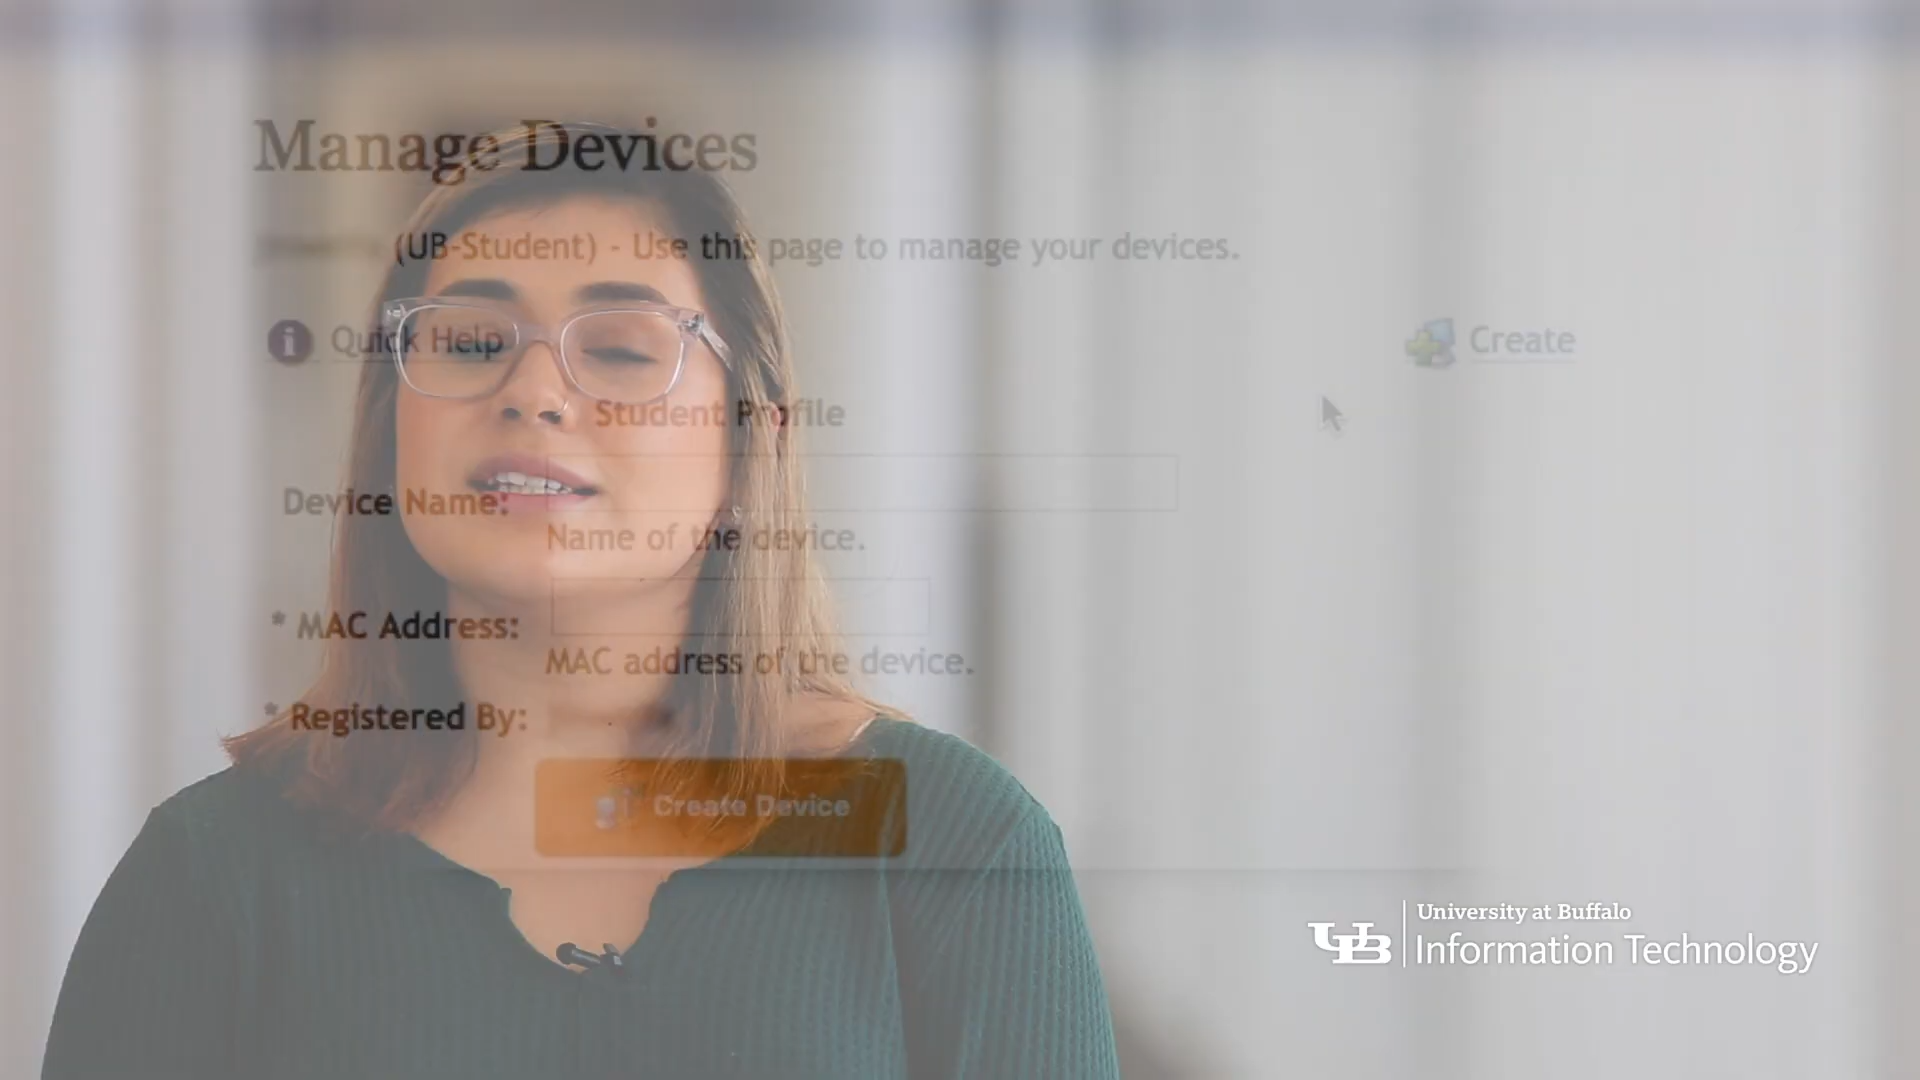 Manage Devices
(UB-Student) - Use this page to manage your devices.
Quick Help
Create
Student Profile
Device Name:
Name of the device.
* MAC Address:
MAC address of the device.
* Registered By:
Create Device
University at Buffalo
UB Information Technology